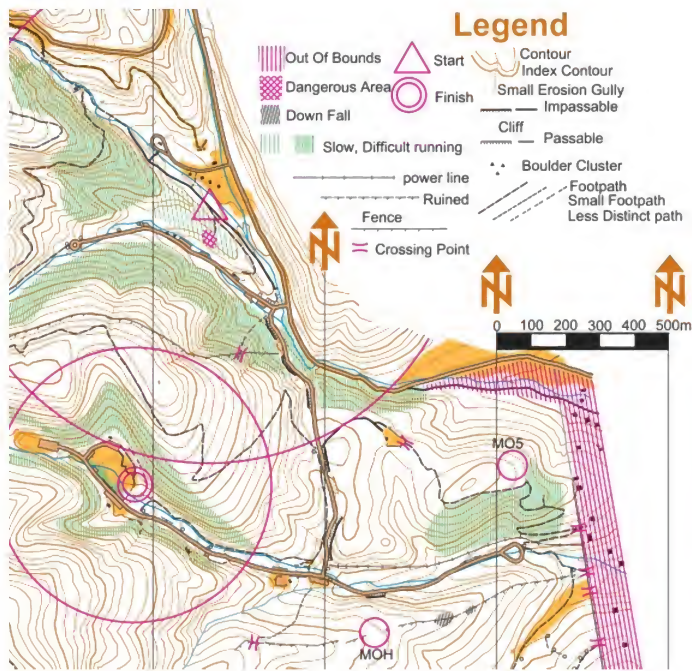 Legend
Out Of Bounds
Start
Contour
Index Contour
Dangerous Area
Finish
Small Erosion Gully
Impassable
Down Fall
Cliff
Passable
Slow, Difficult running
Boulder Cluster
power line
Footpath
Ruined
Small Footpath
Fence
Less Distinct path
Crossing Point
N
N
N
0 100 200 300 400 500m
MO5
MOH